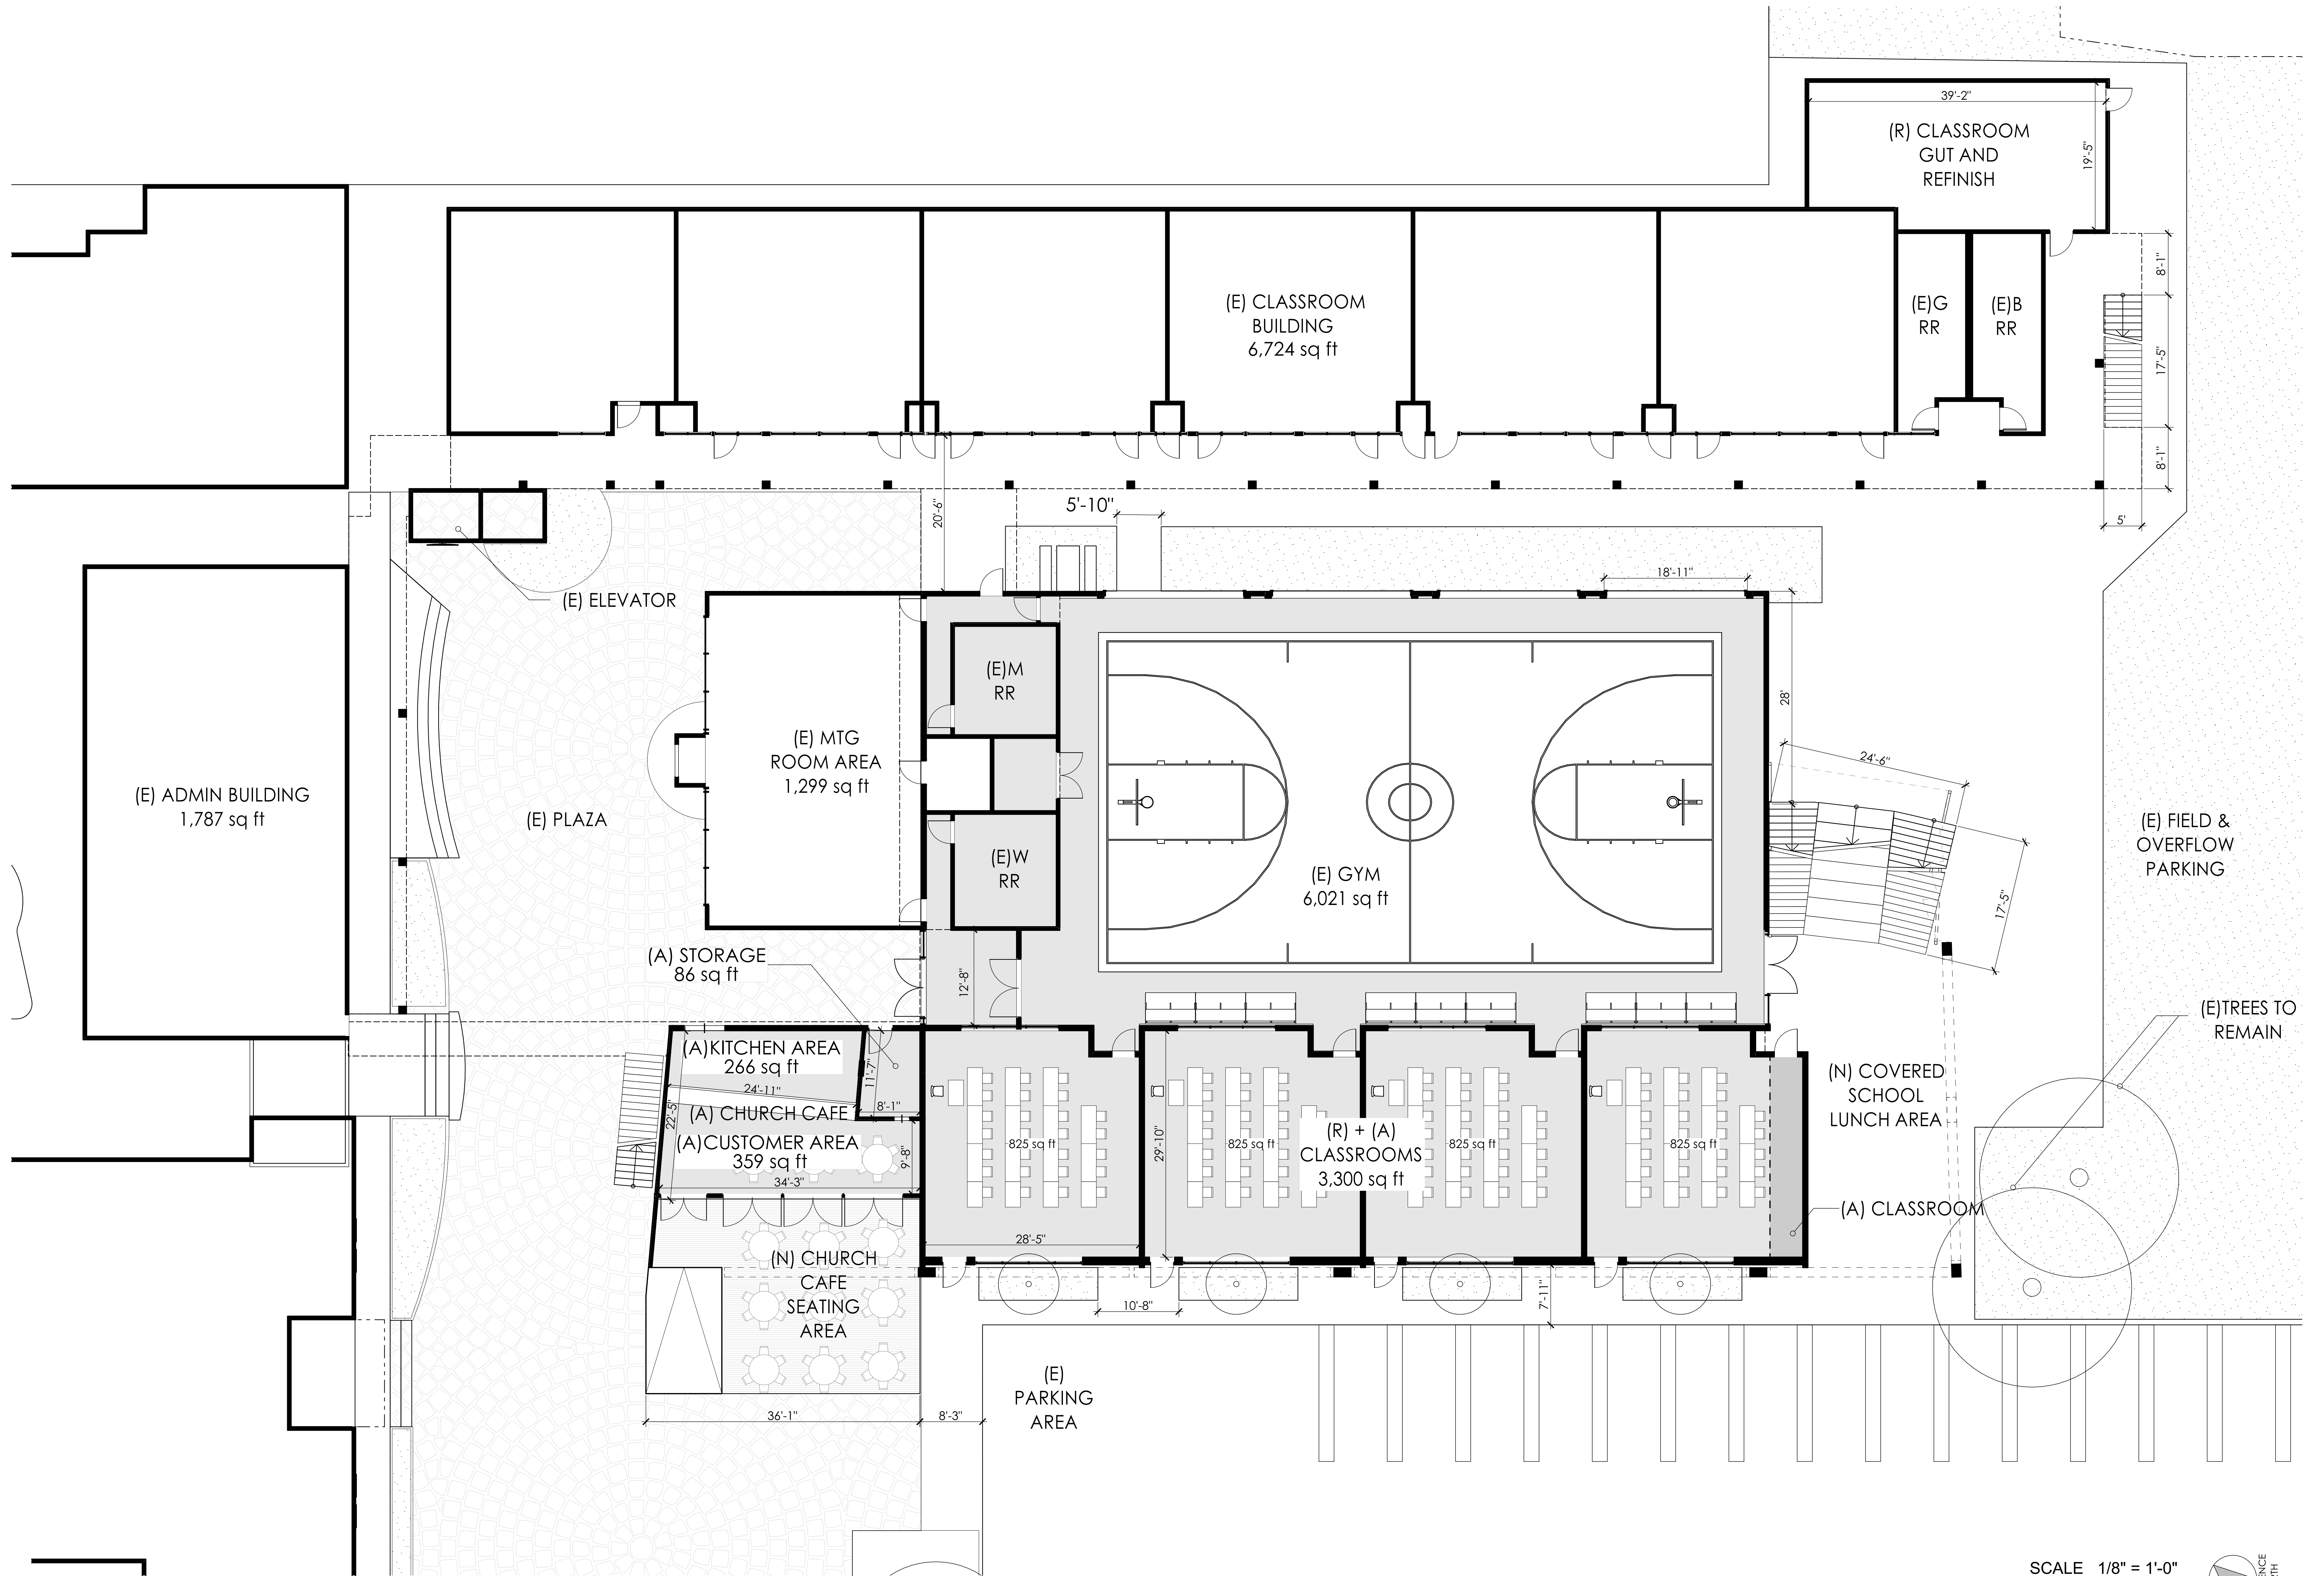 39'-2"
(R) CLASSROOM
GUT AND
REFINISH
19'-5"
(E) CLASSROOM
BUILDING
6,724 sq ft
(E)G
RR
(E)B
RR
8'-1"
17'-5"
8'-1"
5'
20'-6"
5'-10"
18'-11"
(E) ELEVATOR
(E)M
RR
(E) MTG
ROOM AREA
1,299 sq ft
28'
24'-6"
17'-5"
(E) ADMIN BUILDING
1,787 sq ft
(E) PLAZA
(E)W
RR
(E) GYM
6,021 sq ft
(E) FIELD &
OVERFLOW
PARKING
(A) STORAGE
86 sq ft
12'-8"
(E)TREES TO
REMAIN
(A)KITCHEN AREA
266 sq ft
24'-11"
11'-7"
8'-1"
22'-5"
(A) CHURCH CAFE
(A)CUSTOMER AREA
359 sq ft
9'-8"
34'-3"
825 sq ft
29'-10"
825 sq ft
(R) + (A)
CLASSROOMS
3,300 sq ft
825 sq ft
825 sq ft
(N) COVERED
SCHOOL
LUNCH AREA
(A) CLASSROOM
28'-5"
(N) CHURCH
CAFE
SEATING
AREA
10'-8"
7'-11"
36'-1"
8'-3"
(E)
PARKING
AREA
SCALE 1/8" = 1'-0"